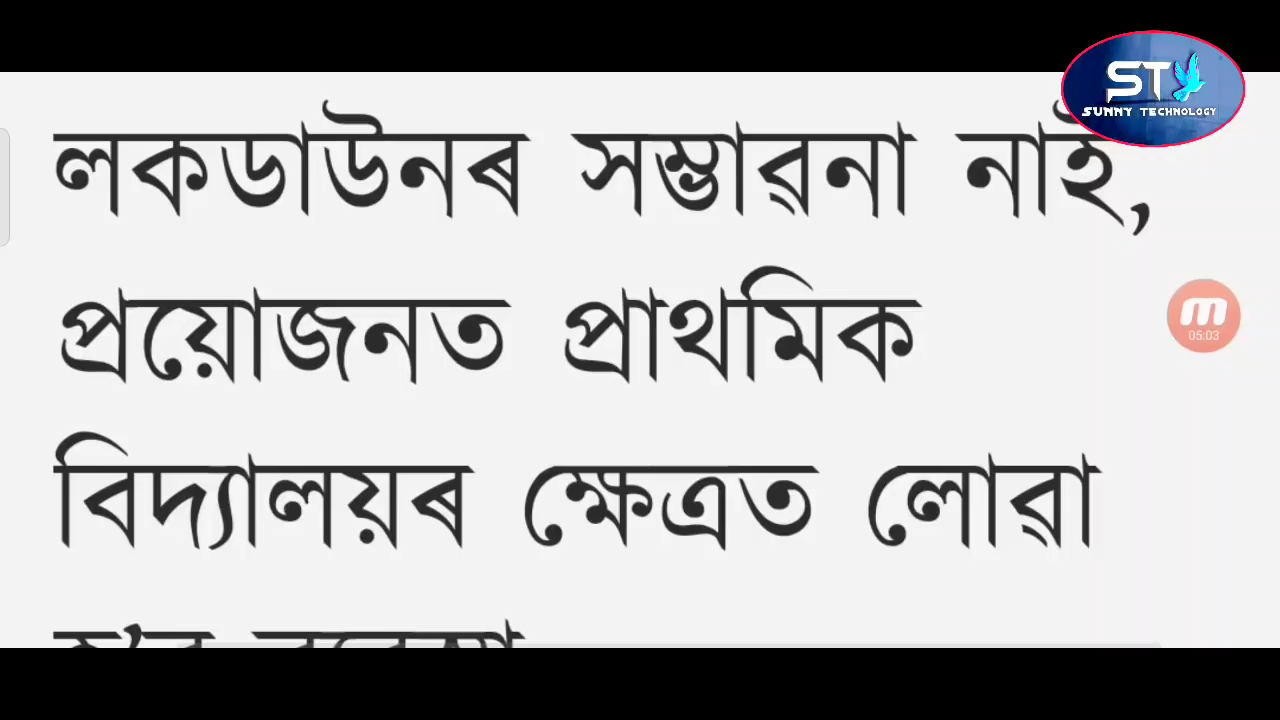 ST
SUNNY TECHNOLOGY
লকডাউনৰ সম্ভাৱনা নাই,
প্ৰয়োজনত প্ৰাথমিক
05:03
বিদ্যালয়ৰ ক্ষেত্ৰত লোৱা